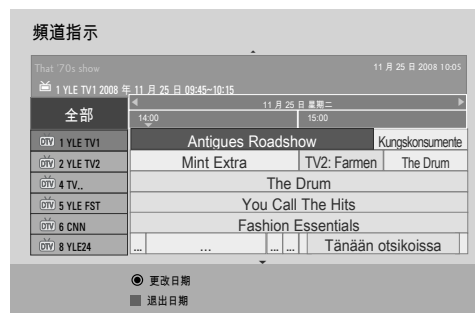 頻道指示
That '70s show 11 月 25 日 2008 10:05
1 YLE TV1 2008 年 11 月 25 日 09:45~10:15
全部 11 月 25 日 星期二
14:00 15:00
DTV 1 YLE TV1 Antigues Roadshow Kungskonsumente
DTV 2 YLE TV2 Mint Extra TV2: Farmen The Drum
DTV 4 TV.. The Drum
DTV 5 YLE FST You Call The Hits
DTV 6 CNN Fashion Essentials
DTV 8 YLE24 ... ... ... ... Tänään otsikoissa
更改日期
退出日期